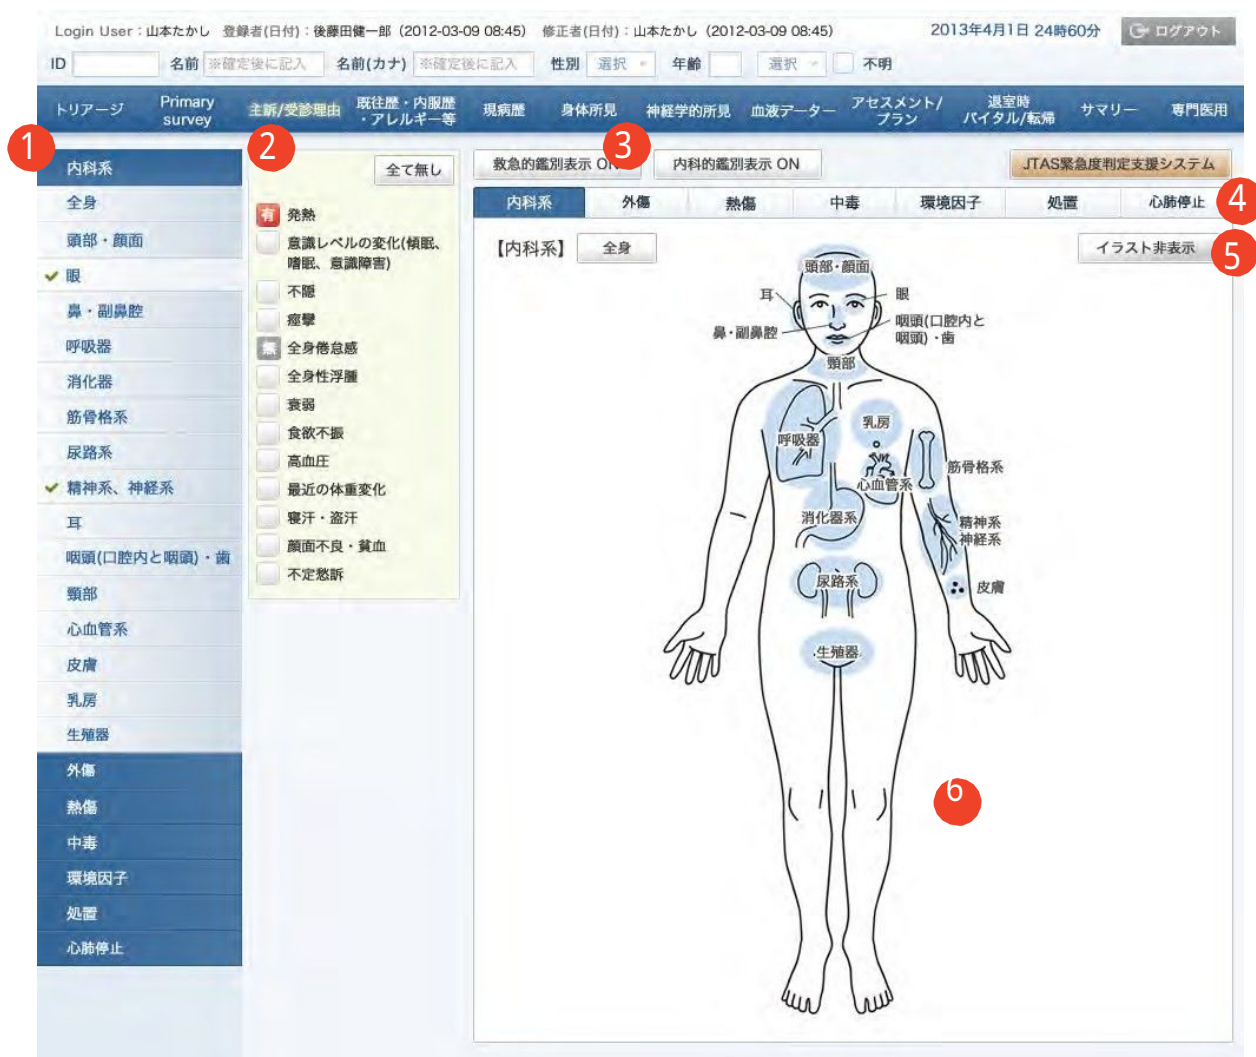 Login User：山本たかし 登録者(日付)：後藤田健一郎（2012-03-09 08:45） 修正者(日付)：山本たかし（2012-03-09 08:45） 2013年4月1日 24時60分 ログアウト
ID 名前 ※確定後に記入 名前(カナ) ※確定後に記入 性別 選択 年齢 選択 不明
トリアージ Primary survey 主訴/受診理由 既往歴・内服歴・アレルギー等 現病歴 身体所見 神経学的所見 血液データー アセスメント/プラン 退室時バイタル/転帰 サマリー 専門医用
1
内科系
全身
頭部・顔面
眼
鼻・副鼻腔
呼吸器
消化器
筋骨格系
尿路系
精神系、神経系
耳
咽頭(口腔内と咽頭)・歯
頸部
心血管系
皮膚
乳房
生殖器
外傷
熱傷
中毒
環境因子
処置
心肺停止
2
全て無し
有 発熱
意識レベルの変化(傾眠、
嗜眠、意識障害)
不隠
痙攣
無 全身倦怠感
全身性浮腫
衰弱
食欲不振
高血圧
最近の体重変化
寝汗・盗汗
顔面不良・貧血
不定愁訴
3
救急的鑑別表示 ON 内科的鑑別表示 ON JTAS緊急度判定支援システム
内科系 外傷 熱傷 中毒 環境因子 処置 心肺停止 4
【内科系】 全身 イラスト非表示 5
頭部・顔面
耳 眼
鼻・副鼻腔
咽頭(口腔内と
咽頭)・歯
頸部
乳房
呼吸器
筋骨格系
心血管系
消化器系
精神系
神経系
尿路系 皮膚
生殖器
6